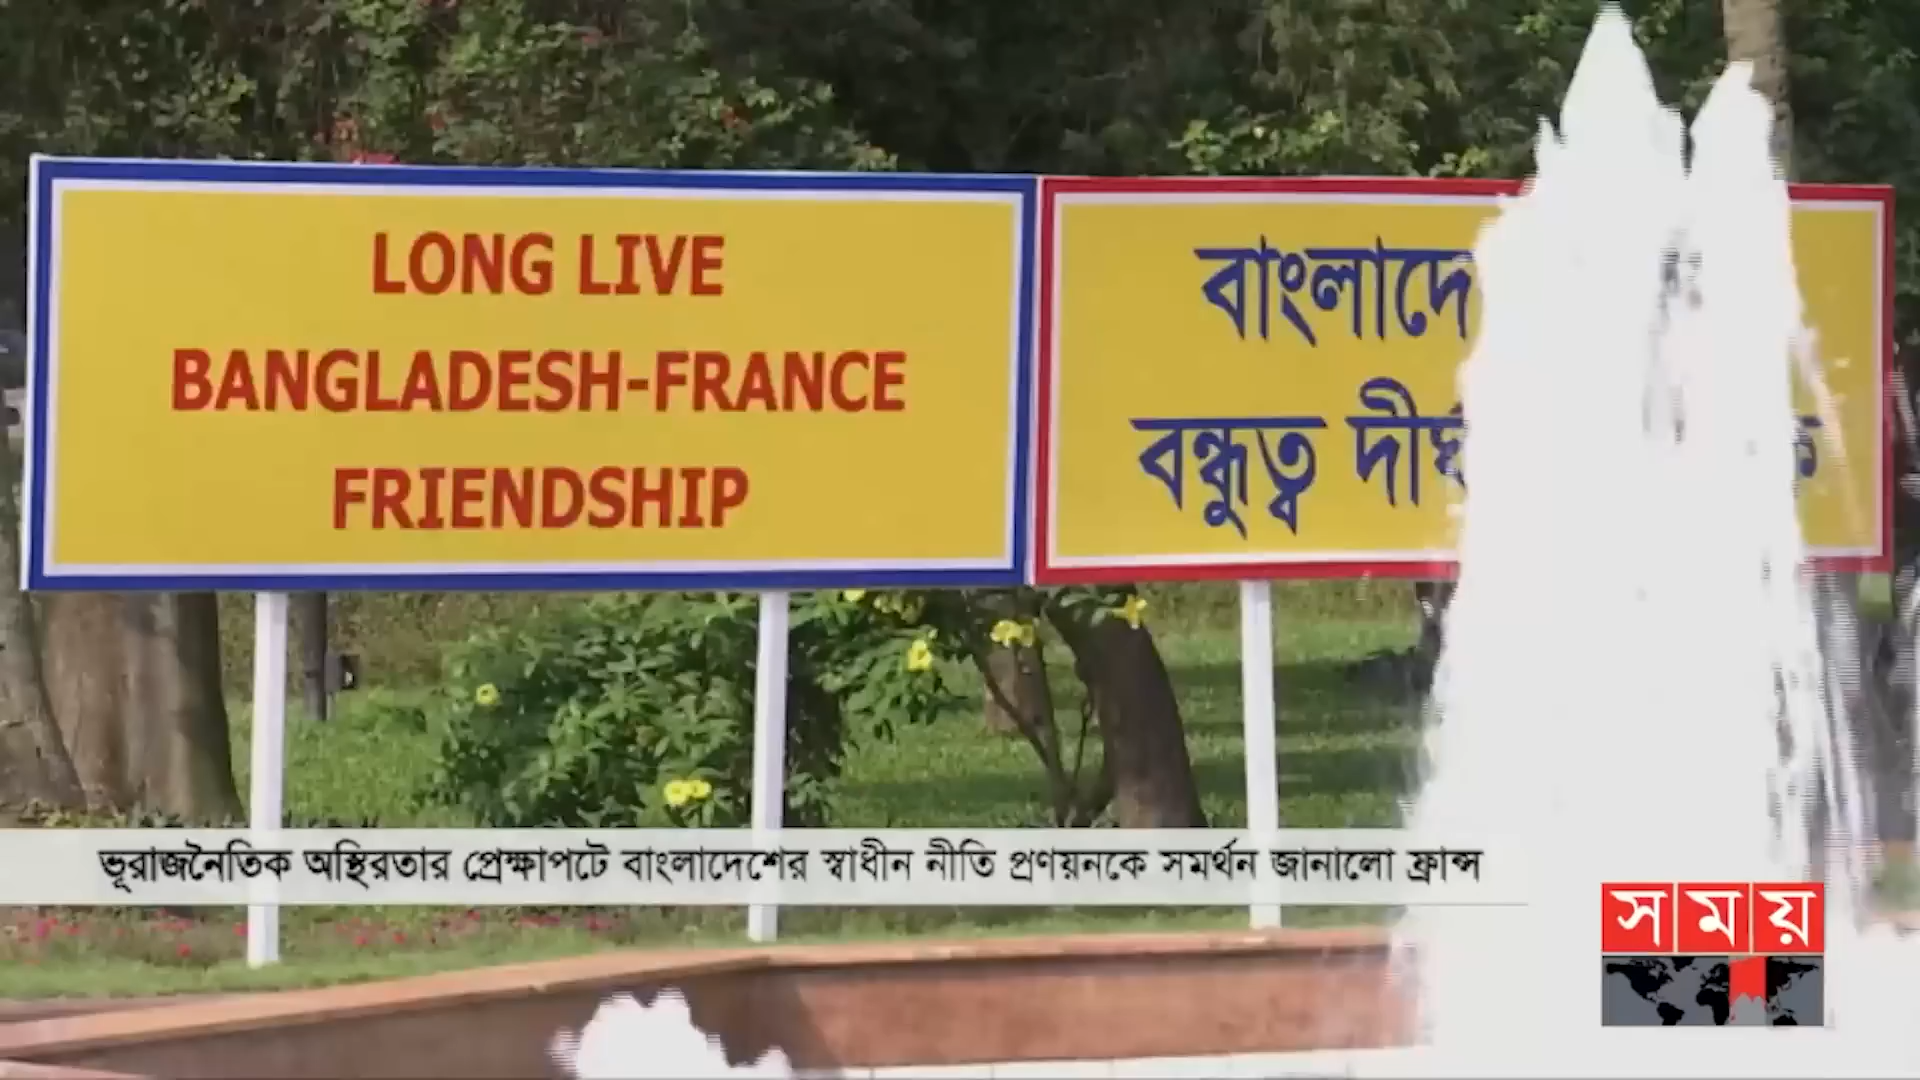 LONG LIVE
BANGLADESH-FRANCE
FRIENDSHIP
বন্ধুত্ব
ভূরাজনৈতিক অস্থিরতার প্রেক্ষাপটে বাংলাদেশের স্বাধীন নীতি প্রণয়নকে সমর্থন জানালো ফ্রান্স
সময়